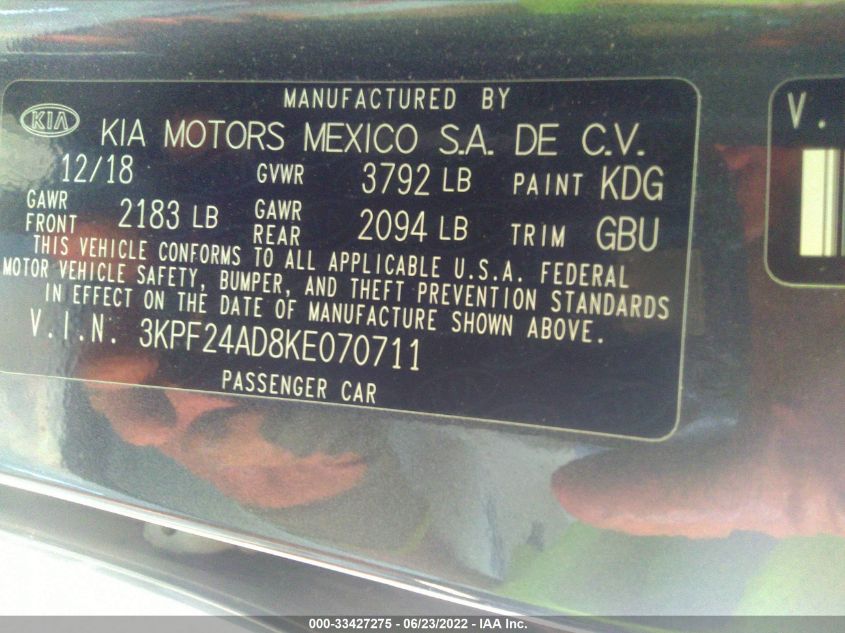 MANUFACTURED BY
KIA KIA MOTORS MEXICO S.A. DE C.V.
12/18 GVWR 3792 LB PAINT KDG
GAWR FRONT 2183 LB GAWR REAR 2094 LB TRIM GBU
THIS VEHICLE CONFORMS TO ALL APPLICABLE U.S.A. FEDERAL
MOTOR VEHICLE SAFETY, BUMPER, AND THEFT PREVENTION STANDARDS
IN EFFECT ON THE DATE OF MANUFACTURE SHOWN ABOVE.
V.I.N. 3KPF24AD8KE070711
PASSENGER CAR
V.
000-33427275 - 06/23/2022 - IAA Inc.